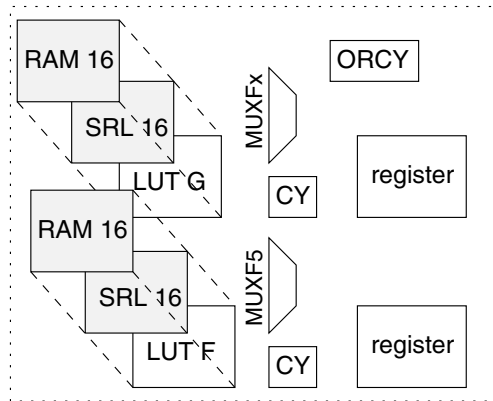 RAM 16
ORCY
MUXFx
SRL 16
LUT G
CY
register
RAM 16
MUXF5
SRL 16
LUT F
CY
register